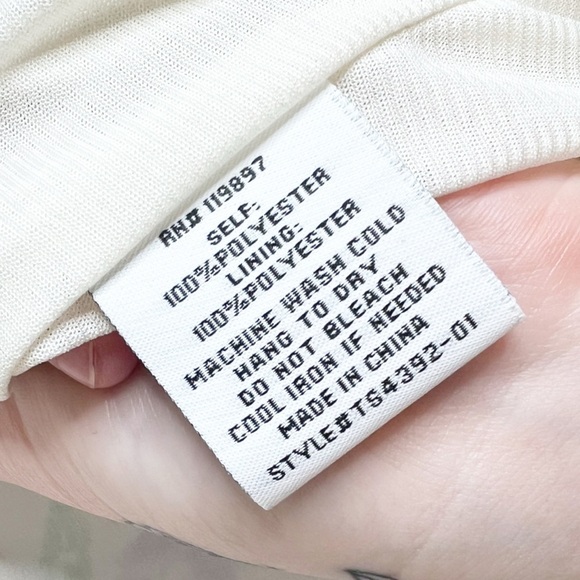 RN# 119897
SELF:
100%POLYESTER
LINING:
100%POLYESTER
MACHINE WASH COLD
HANG TO DRY
DO NOT BLEACH
COOL IRON IF NEEDED
MADE IN CHINA
STYLE#TS4392-01